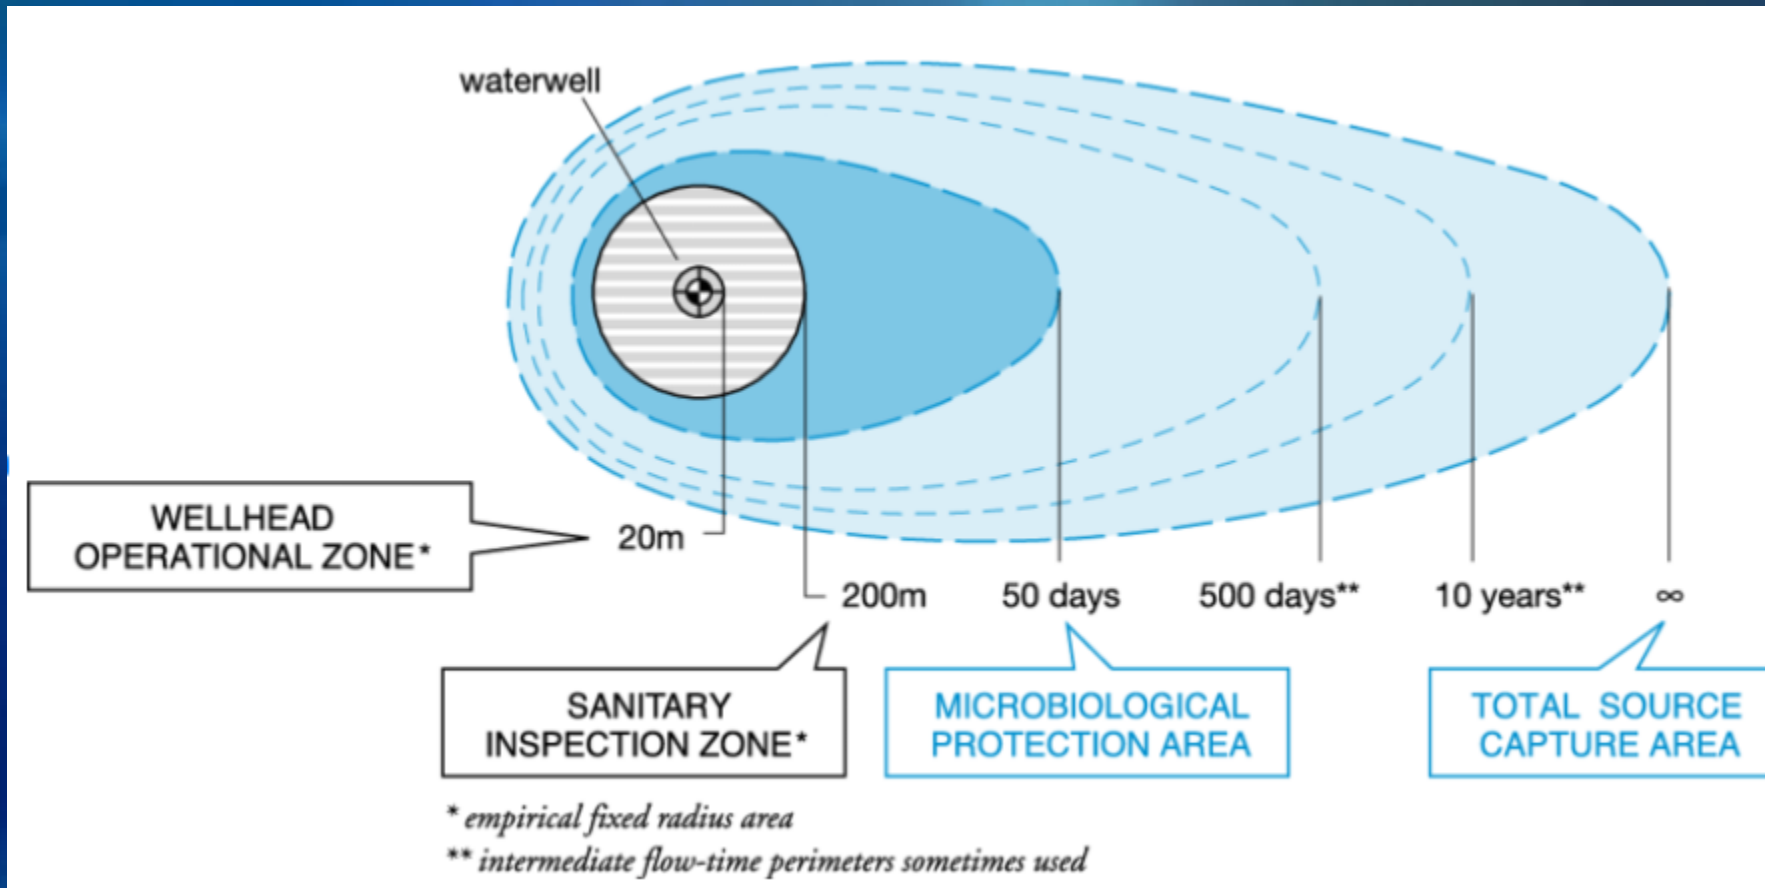 waterwell
WELLHEAD
OPERATIONAL ZONE*
20m
200m
50 days
500 days**
10 years**
∞
SANITARY
INSPECTION ZONE*
MICROBIOLOGICAL
PROTECTION AREA
TOTAL SOURCE
CAPTURE AREA
* empirical fixed radius area
** intermediate flow-time perimeters sometimes used